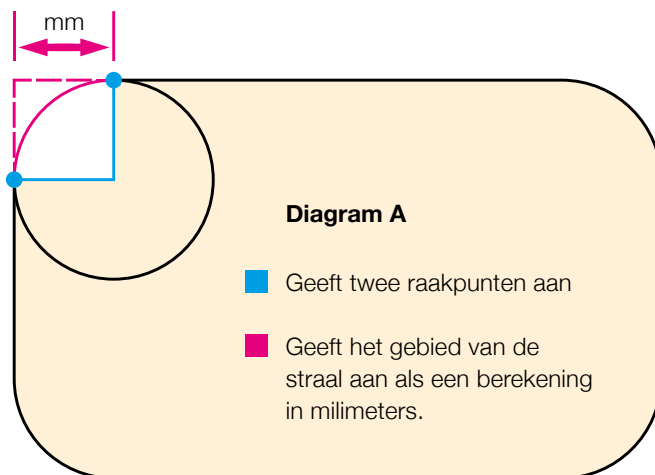 mm
Diagram A
Geeft twee raakpunten aan
Geeft het gebied van de
straal aan als een berekening
in milimeters.